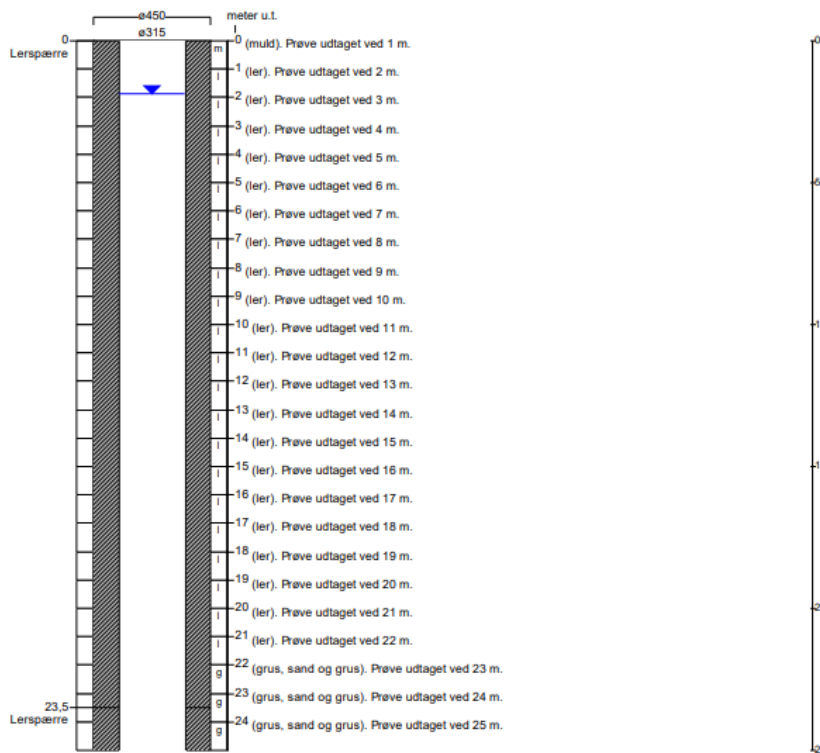 ø450
meter u.t.
ø315
0
Lerspærre
m
0 (muld). Prøve udtaget ved 1 m.
0
1 (ler). Prøve udtaget ved 2 m.
l
2 (ler). Prøve udtaget ved 3 m.
l
3 (ler). Prøve udtaget ved 4 m.
l
4 (ler). Prøve udtaget ved 5 m.
l
5 (ler). Prøve udtaget ved 6 m.
l
5
6 (ler). Prøve udtaget ved 7 m.
l
7 (ler). Prøve udtaget ved 8 m.
l
8 (ler). Prøve udtaget ved 9 m.
l
9 (ler). Prøve udtaget ved 10 m.
l
10 (ler). Prøve udtaget ved 11 m.
l
1
11 (ler). Prøve udtaget ved 12 m.
l
12 (ler). Prøve udtaget ved 13 m.
l
13 (ler). Prøve udtaget ved 14 m.
l
14 (ler). Prøve udtaget ved 15 m.
l
15 (ler). Prøve udtaget ved 16 m.
l
1
16 (ler). Prøve udtaget ved 17 m.
l
17 (ler). Prøve udtaget ved 18 m.
l
18 (ler). Prøve udtaget ved 19 m.
l
19 (ler). Prøve udtaget ved 20 m.
l
20 (ler). Prøve udtaget ved 21 m.
l
2
21 (ler). Prøve udtaget ved 22 m.
l
22 (grus, sand og grus). Prøve udtaget ved 23 m.
g
23 (grus, sand og grus). Prøve udtaget ved 24 m.
g
23,5
Lerspærre
24 (grus, sand og grus). Prøve udtaget ved 25 m.
g
2